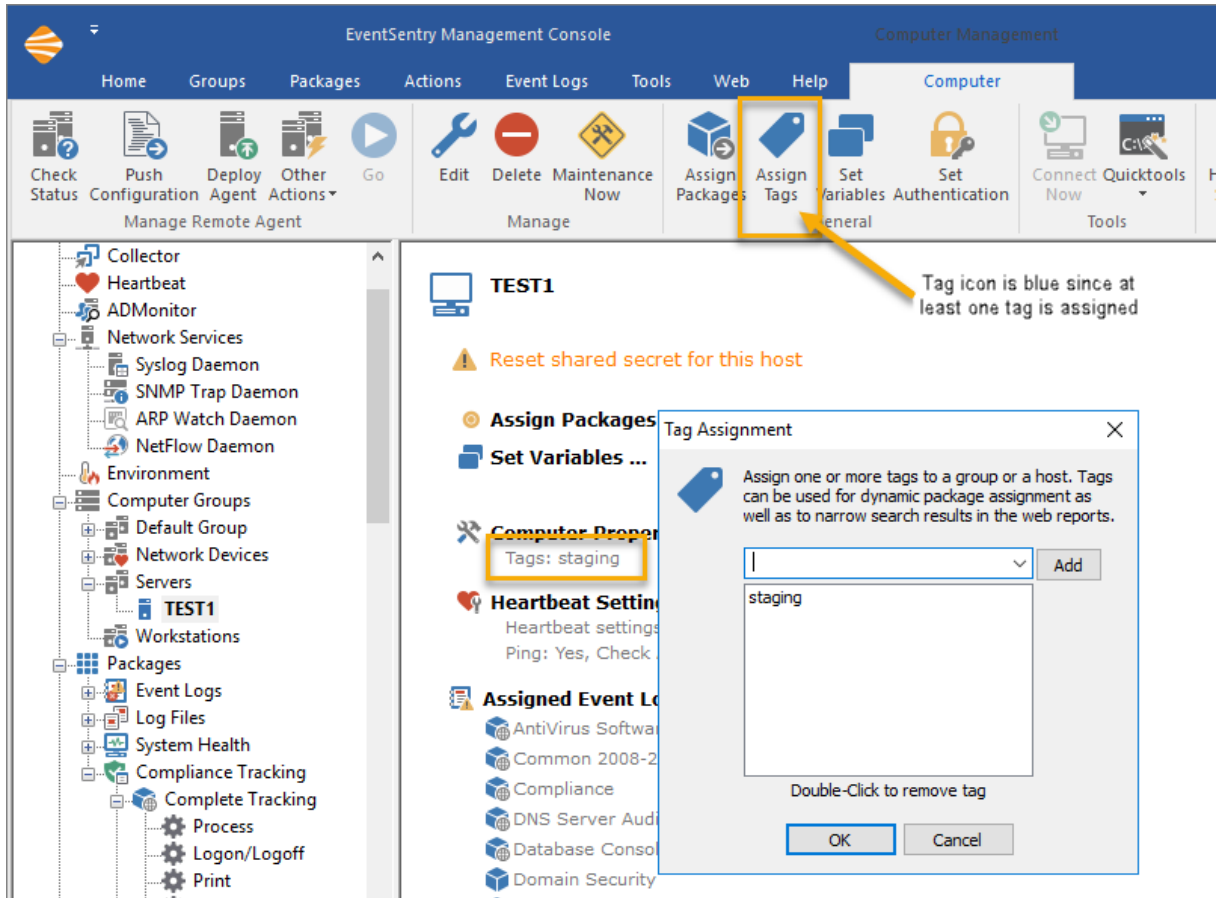 EventSentry Management Console
Computer Management
Home Groups Packages Actions Event Logs Tools Web Help Computer
Check Status
Push Configuration
Deploy Agent
Other Actions
Go
Edit
Delete
Maintenance Now
Assign Packages
Assign Tags
Set Variables
Set Authentication
Connect Now
C:\
Quicktools
Manage Remote Agent
Manage
General
Tools
Collector
Heartbeat
ADMonitor
Network Services
Syslog Daemon
SNMP Trap Daemon
ARP Watch Daemon
NetFlow Daemon
Environment
Computer Groups
Default Group
Network Devices
Servers
TEST1
Workstations
Packages
Event Logs
Log Files
System Health
Compliance Tracking
Complete Tracking
Process
Logon/Logoff
Print
TEST1
Tag icon is blue since at
least one tag is assigned
Reset shared secret for this host
Assign Packages
Set Variables ...
Computer Proper
Tags: staging
Heartbeat Setting
Heartbeat settings
Ping: Yes, Check
Assigned Event Lo
AntiVirus Softwar
Common 2008-2
Compliance
DNS Server Audi
Database Consol
Domain Security
Tag Assignment
Assign one or more tags to a group or a host. Tags
can be used for dynamic package assignment as
well as to narrow search results in the web reports.
Add
staging
Double-Click to remove tag
OK
Cancel